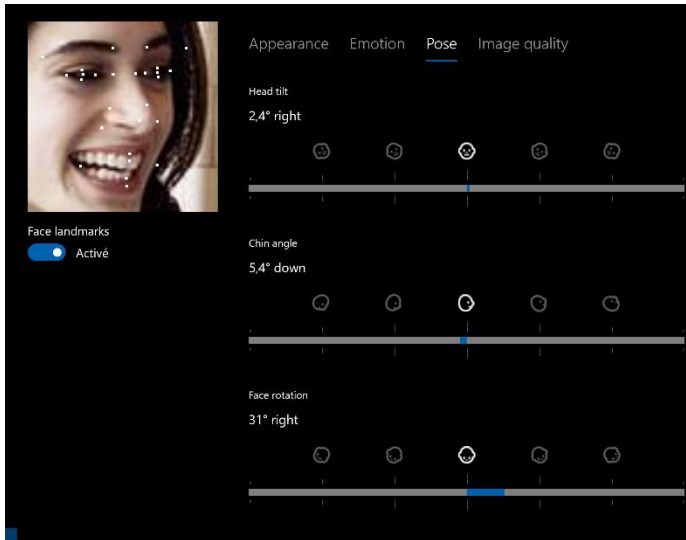 Appearance Emotion Pose Image quality
Head tilt
2,4° right
Face landmarks
Activé
Chin angle
5,4° down
Face rotation
31° right